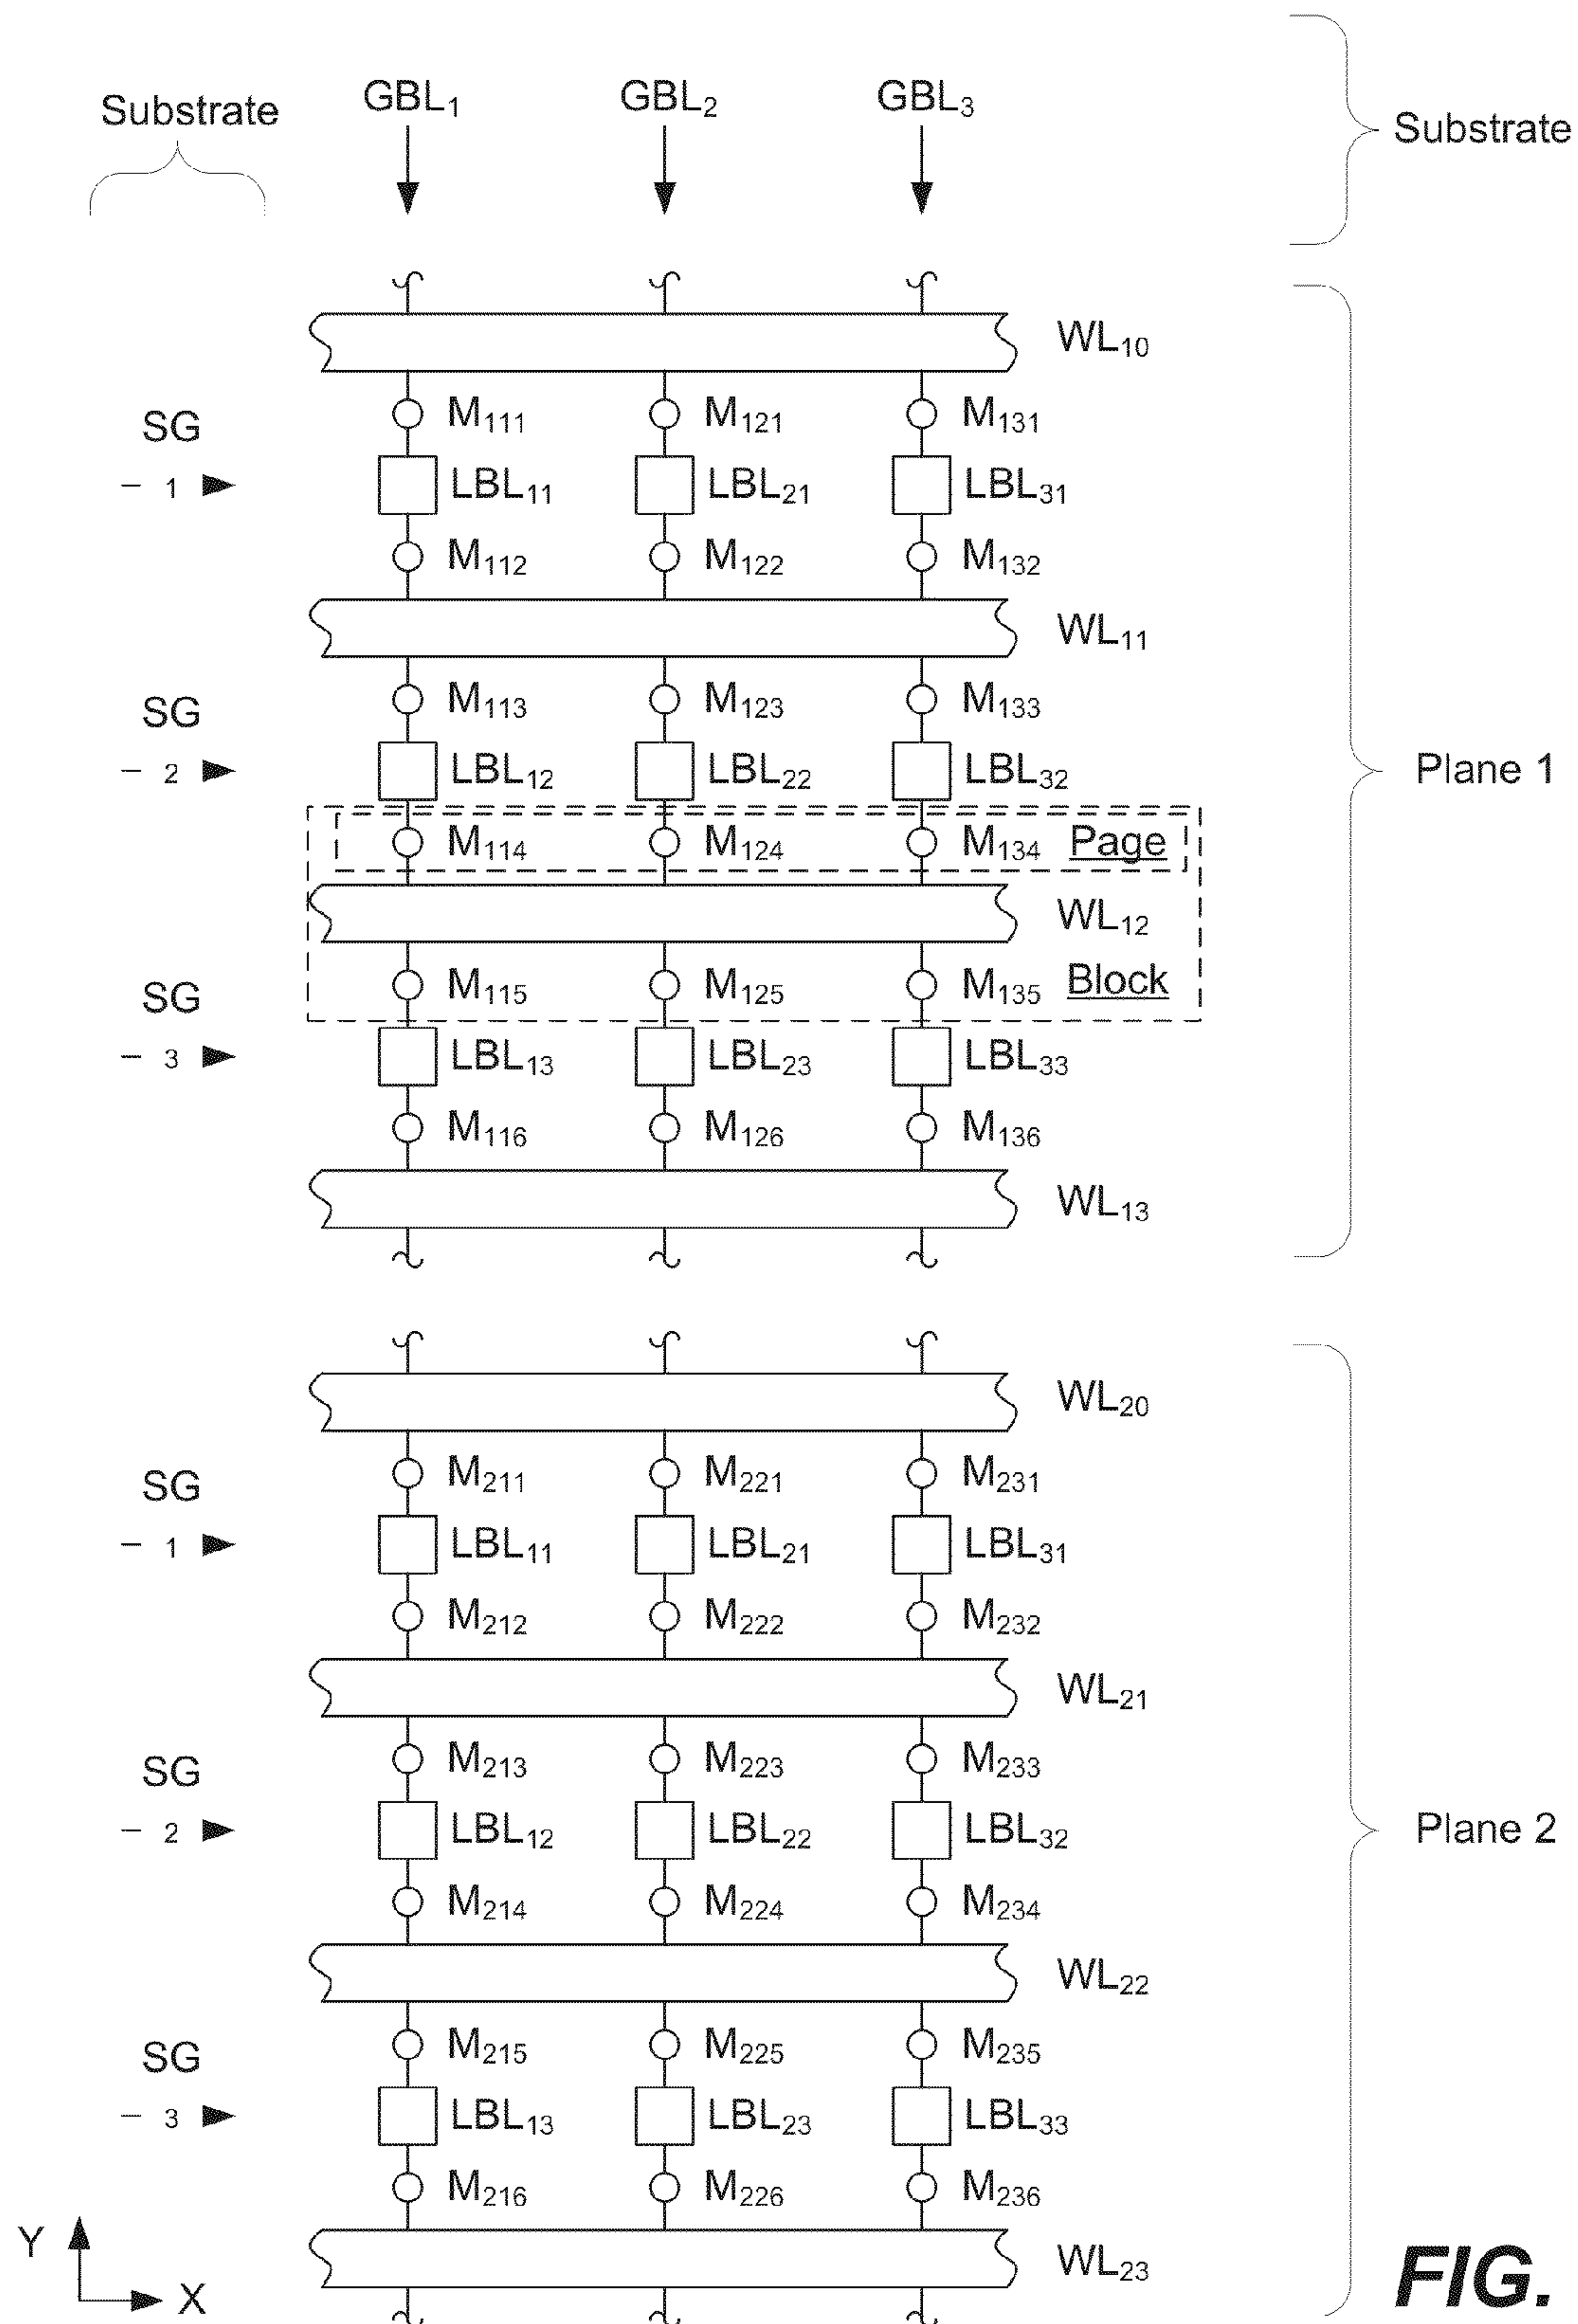 GBL₁ GBL₂ GBL₃
Substrate Substrate
WL₁₀
M₁₁₁ M₁₂₁ M₁₃₁
SG
1 LBL₁₁ LBL₂₁ LBL₃₁
M₁₁₂ M₁₂₂ M₁₃₂
WL₁₁
M₁₁₃ M₁₂₃ M₁₃₃
SG
2 LBL₁₂ LBL₂₂ LBL₃₂ Plane 1
M₁₁₄ M₁₂₄ M₁₃₄ Page
WL₁₂
M₁₁₅ M₁₂₅ M₁₃₅ Block
SG
3 LBL₁₃ LBL₂₃ LBL₃₃
M₁₁₆ M₁₂₆ M₁₃₆
WL₁₃
WL₂₀
M₂₁₁ M₂₂₁ M₂₃₁
SG
1 LBL₁₁ LBL₂₁ LBL₃₁
M₂₁₂ M₂₂₂ M₂₃₂
WL₂₁
M₂₁₃ M₂₂₃ M₂₃₃
SG
2 LBL₁₂ LBL₂₂ LBL₃₂ Plane 2
M₂₁₄ M₂₂₄ M₂₃₄
WL₂₂
M₂₁₅ M₂₂₅ M₂₃₅
SG
3 LBL₁₃ LBL₂₃ LBL₃₃
M₂₁₆ M₂₂₆ M₂₃₆
Y WL₂₃
X FIG.